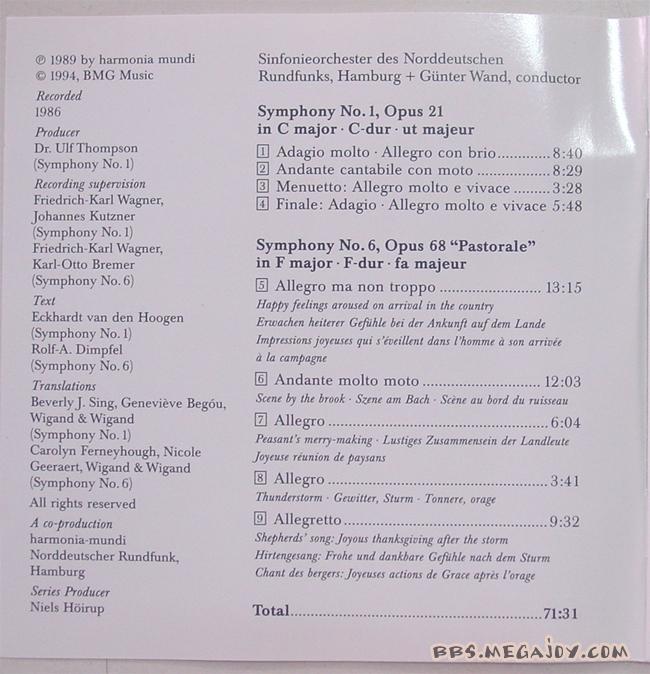 ℗ 1989 by harmonia mundi
© 1994, BMG Music
Recorded
1986
Producer
Dr. Ulf Thompson
(Symphony No. 1)
Recording supervision
Friedrich-Karl Wagner,
Johannes Kutzner
(Symphony No. 1)
Friedrich-Karl Wagner,
Karl-Otto Bremer
(Symphony No. 6)
Text
Eckhardt van den Hoogen
(Symphony No. 1)
Rolf-A. Dimpfel
(Symphony No. 6)
Translations
Beverly J. Sing, Geneviève Begóu,
Wigand & Wigand
(Symphony No. 1)
Carolyn Ferneyhough, Nicole
Geeraert, Wigand & Wigand
(Symphony No. 6)
All rights reserved
A co-production
harmonia-mundi
Norddeutscher Rundfunk,
Hamburg
Series Producer
Niels Höirup
Sinfonieorchester des Norddeutschen
Rundfunks, Hamburg + Günter Wand, conductor
Symphony No. 1, Opus 21
in C major · C-dur · ut majeur
1 Adagio molto · Allegro con brio.............8:40
2 Andante cantabile con moto ..................8:29
3 Menuetto: Allegro molto e vivace .........3:28
4 Finale: Adagio · Allegro molto e vivace 5:48
Symphony No. 6, Opus 68 “Pastorale”
in F major · F-dur · fa majeur
5 Allegro ma non troppo ........................ 13:15
Happy feelings aroused on arrival in the country
Erwachen heiterer Gefühle bei der Ankunft auf dem Lande
Impressions joyeuses qui s'éveillent dans l'homme à son arrivée
à la campagne
6 Andante molto moto ............................ 12:03
Scene by the brook · Szene am Bach · Scène au bord du ruisseau
7 Allegro ....................................................6:04
Peasant's merry-making · Lustiges Zusammensein der Landleute
Joyeuse réunion de paysans
8 Allegro ....................................................3:41
Thunderstorm · Gewitter, Sturm · Tonnere, orage
9 Allegretto ................................................9:32
Shepherds' song: Joyous thanksgiving after the storm
Hirtengesang: Frohe und dankbare Gefühle nach dem Sturm
Chant des bergers: Joyeuses actions de Grace après l'orage
Total............................................................71:31
BBS.MEGAJOY.COM